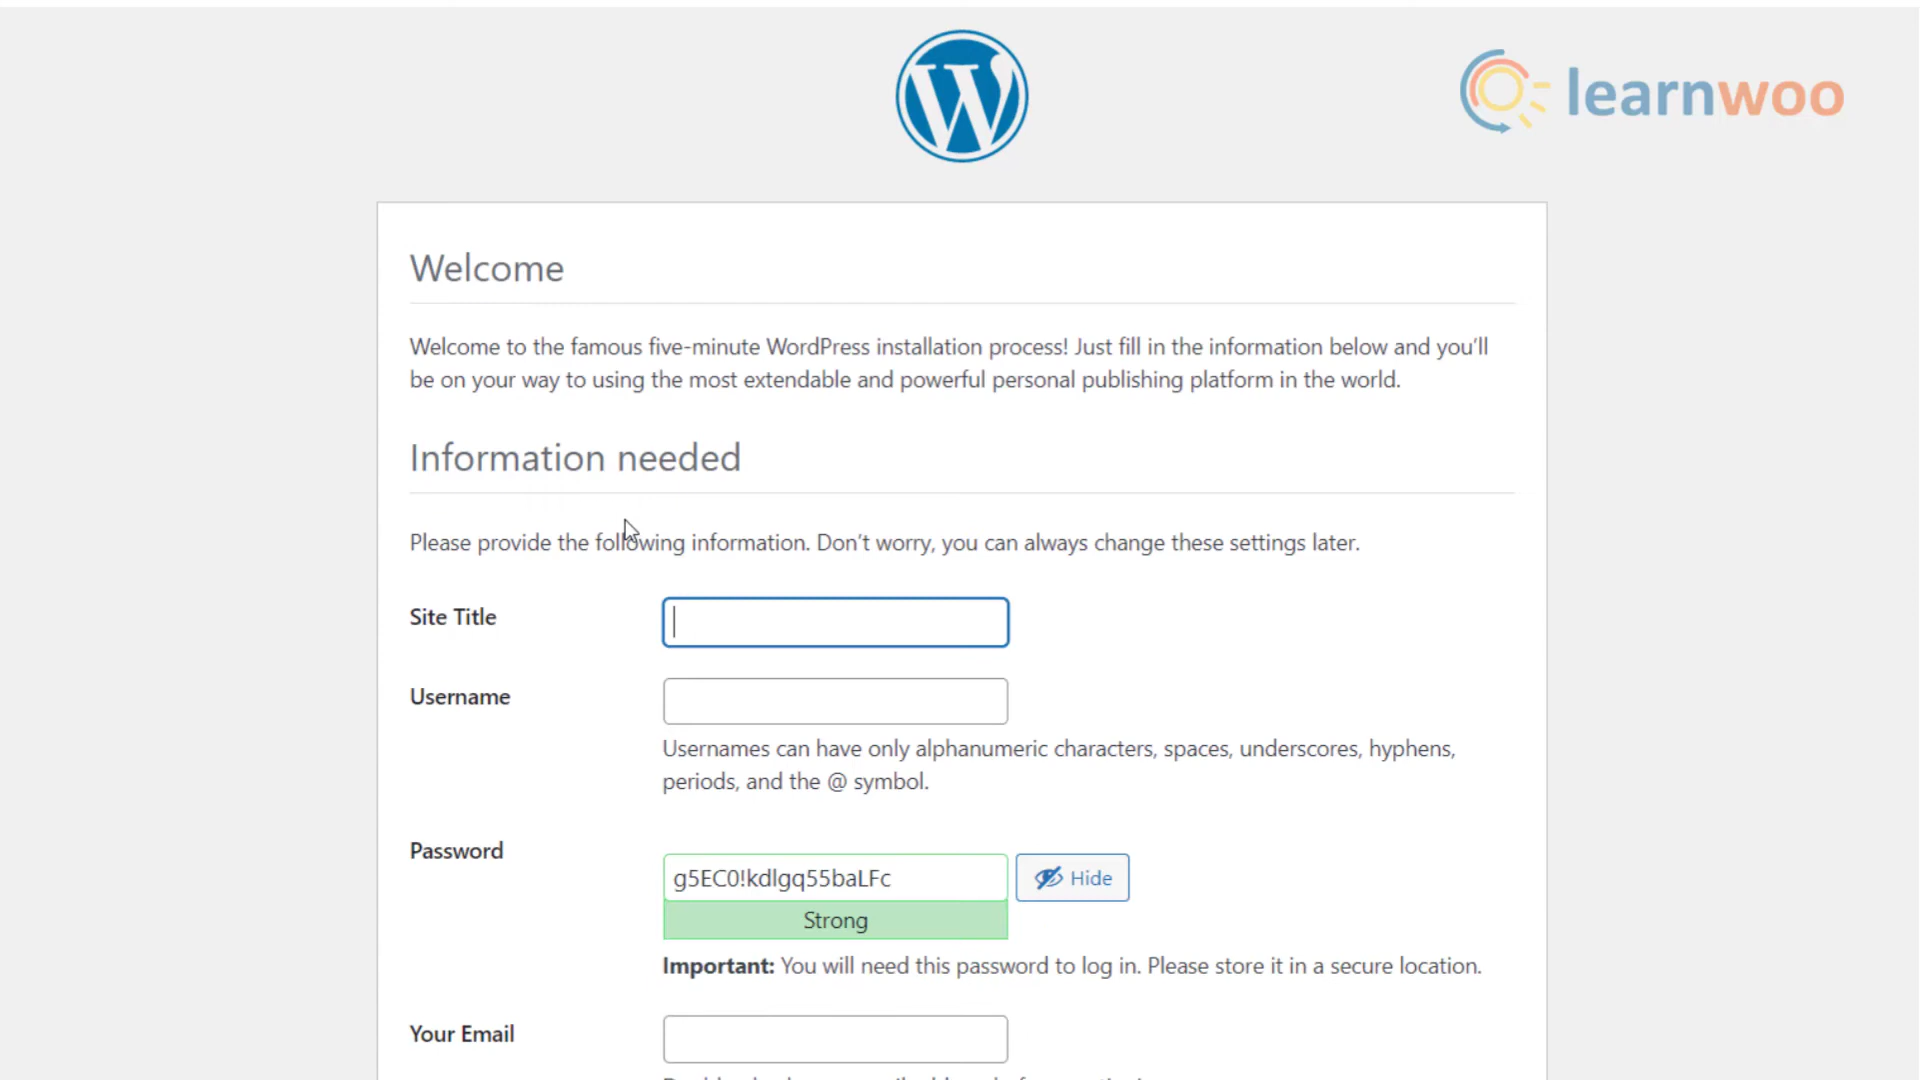 learnwoo
Welcome
Welcome to the famous five-minute WordPress installation process! Just fill in the information below and you’ll
be on your way to using the most extendable and powerful personal publishing platform in the world.
Information needed
Please provide the following information. Don’t worry, you can always change these settings later.
Site Title
Username
Usernames can have only alphanumeric characters, spaces, underscores, hyphens,
periods, and the @ symbol.
Password
g5EC0!kdlgq55baLFc
Hide
Strong
Important: You will need this password to log in. Please store it in a secure location.
Your Email